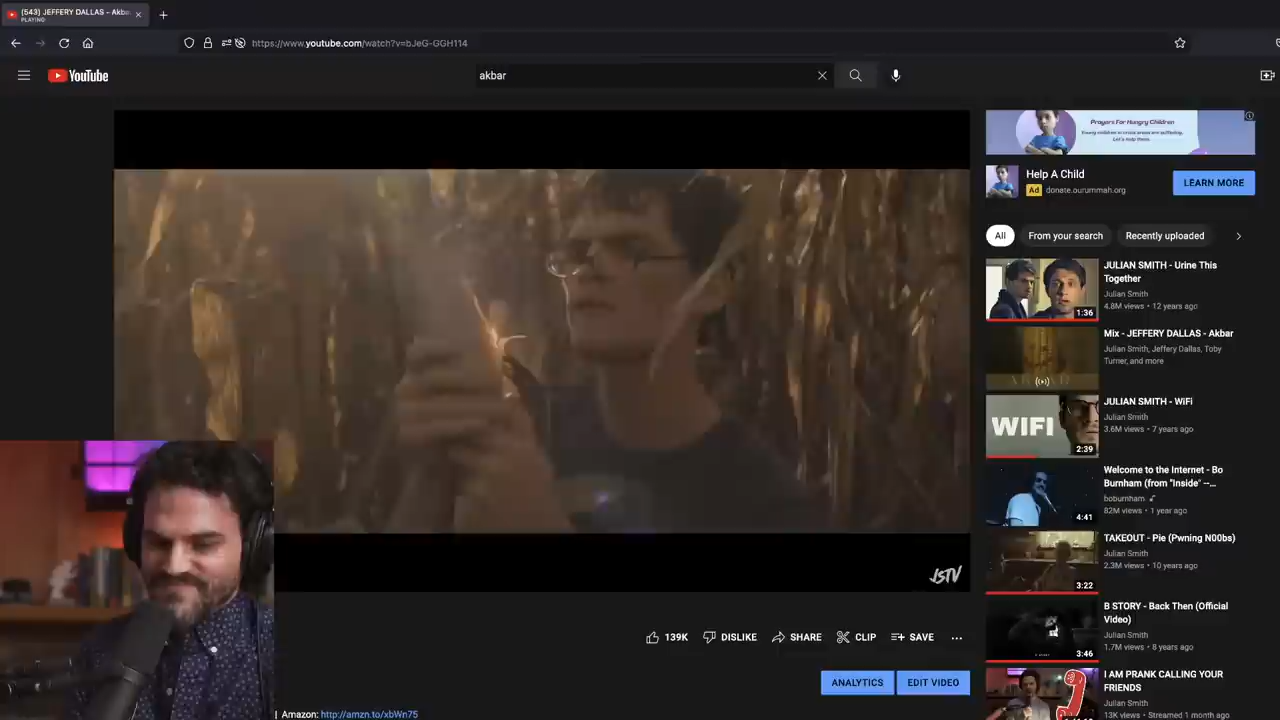 (543) JEFFERY DALLAS - Akba
PLAYING
https://www.youtube.com/watch?v=bJeG-GGH114
YouTube
akbar
Prayers For Hungry Children
Let's help them.
Help A Child
Ad donate.ourummah.org
LEARN MORE
All
From your search
Recently uploaded
JULIAN SMITH - Urine This
Together
Julian Smith
4.8M views • 12 years ago
1:36
Mix - JEFFERY DALLAS - Akbar
Julian Smith, Jeffery Dallas, Toby
Turner, and more
JULIAN SMITH - WiFi
Julian Smith
3.6M views • 7 years ago
WIFI
2:39
Welcome to the Internet - Bo
Burnham (from "Inside" --...
boburnham
82M views • 1 year ago
4:41
TAKEOUT - Pie (Pwning N00bs)
Julian Smith
2.3M views • 10 years ago
3:22
B STORY - Back Then (Official
Video)
Julian Smith
1.7M views • 8 years ago
3:46
I AM PRANK CALLING YOUR
FRIENDS
Julian Smith
13K views • Streamed 1 month ago
JSTV
139K
DISLIKE
SHARE
CLIP
SAVE
ANALYTICS
EDIT VIDEO
| Amazon: http://amzn.to/xbWn75